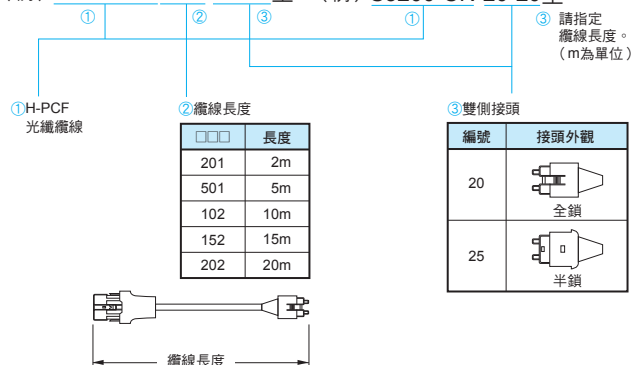 ① ② ③ ① ③ 請指定
纜線長度。
（m為單位）
①H-PCF
光纖纜線
②纜線長度
□□□ 長度
201 2m
501 5m
102 10m
152 15m
202 20m
③雙側接頭
編號 接頭外觀
20 全鎖
25 半鎖
纜線長度